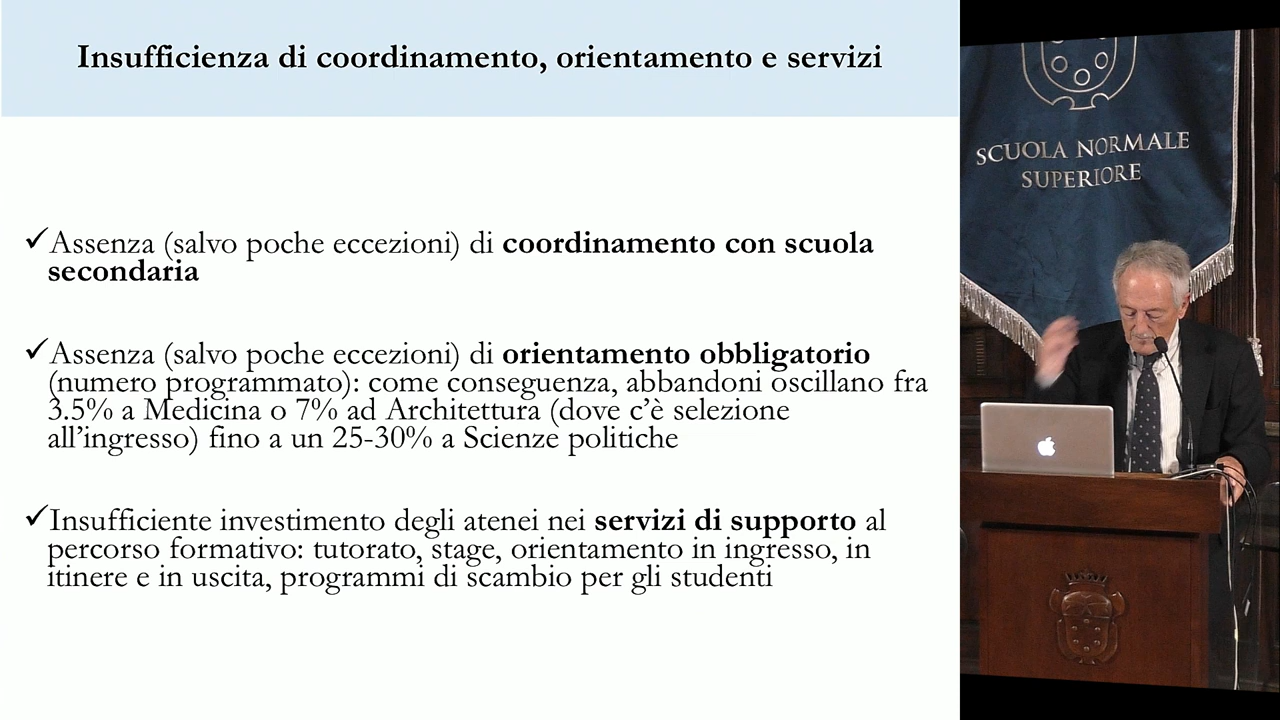 Insufficienza di coordinamento, orientamento e servizi
✓Assenza (salvo poche eccezioni) di coordinamento con scuola
secondaria
✓Assenza (salvo poche eccezioni) di orientamento obbligatorio
(numero programmato): come conseguenza, abbandoni oscillano fra
3.5% a Medicina o 7% ad Architettura (dove c’è selezione
all’ingresso) fino a un 25-30% a Scienze politiche
✓Insufficiente investimento degli atenei nei servizi di supporto al
percorso formativo: tutorato, stage, orientamento in ingresso, in
itinere e in uscita, programmi di scambio per gli studenti
SCUOLA NORMALE
SUPERIORE